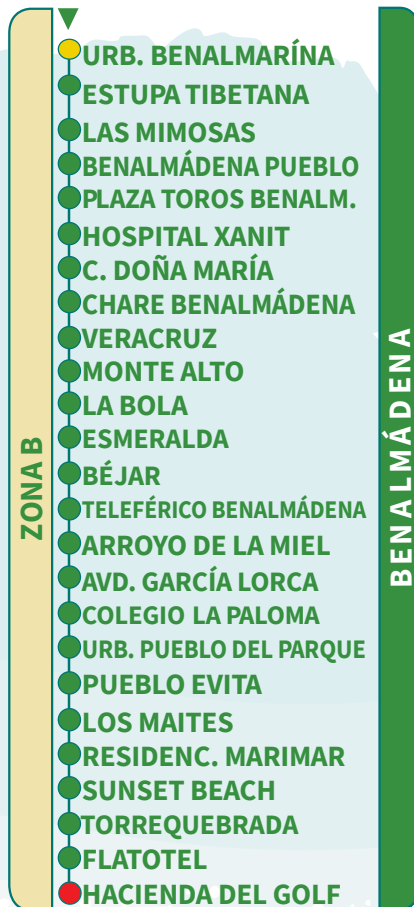 URB. BENALMARÍNA
ESTUPA TIBETANA
LAS MIMOSAS
BENALMÁDENA PUEBLO
PLAZA TOROS BENALM.
HOSPITAL XANIT
C. DOÑA MARÍA
CHARE BENALMÁDENA
VERACRUZ
MONTE ALTO
LA BOLA
ESMERALDA
BÉJAR
TELEFÉRICO BENALMÁDENA
ARROYO DE LA MIEL
AVD. GARCÍA LORCA
COLEGIO LA PALOMA
URB. PUEBLO DEL PARQUE
PUEBLO EVITA
LOS MAITES
RESIDENC. MARIMAR
SUNSET BEACH
TORREQUEBRADA
FLATOTEL
HACIENDA DEL GOLF
ZONA B
BENALMÁDENA